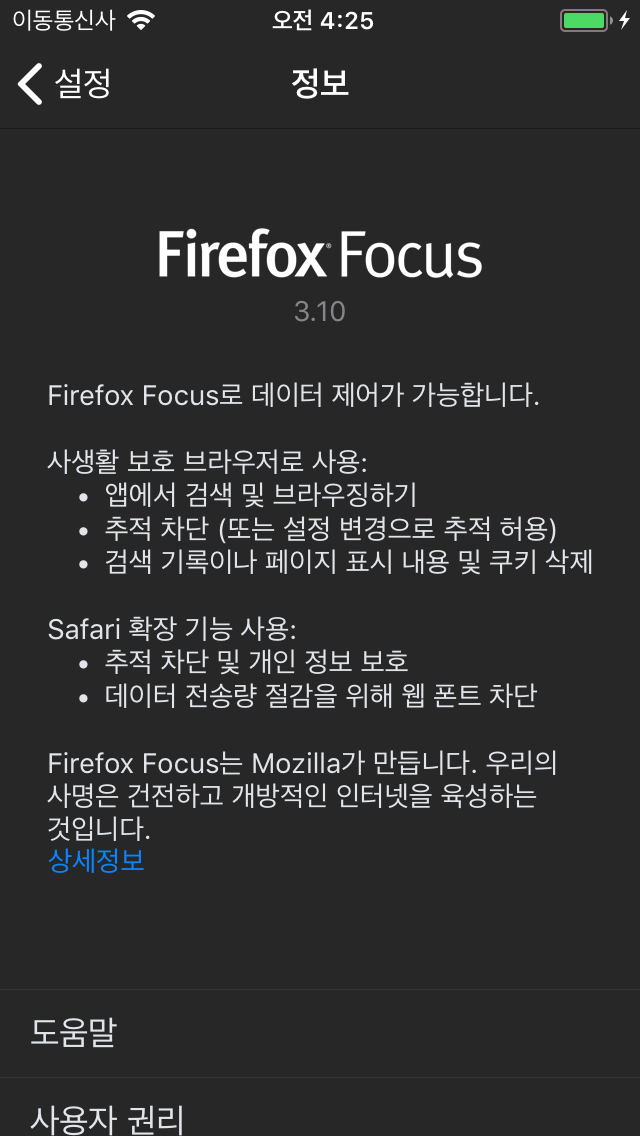 이동통신사 오전 4:25
설정 정보
Firefox Focus
3.10
Firefox Focus로 데이터 제어가 가능합니다.
사생활 보호 브라우저로 사용:
• 앱에서 검색 및 브라우징하기
• 추적 차단 (또는 설정 변경으로 추적 허용)
• 검색 기록이나 페이지 표시 내용 및 쿠키 삭제
Safari 확장 기능 사용:
• 추적 차단 및 개인 정보 보호
• 데이터 전송량 절감을 위해 웹 폰트 차단
Firefox Focus는 Mozilla가 만듭니다. 우리의
사명은 건전하고 개방적인 인터넷을 육성하는
것입니다.
상세정보
도움말
사용자 권리